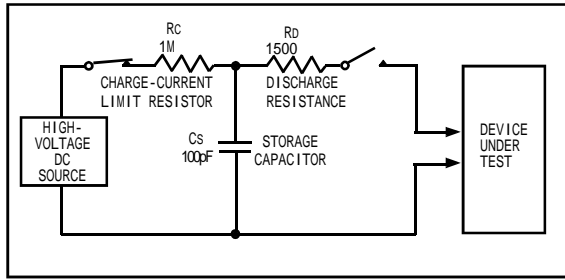 RC
1M
CHARGE-CURRENT
LIMIT RESISTOR
RD
1500
DISCHARGE
RESISTANCE
HIGH-
VOLTAGE
DC
SOURCE
CS
100pF
STORAGE
CAPACITOR
DEVICE
UNDER
TEST